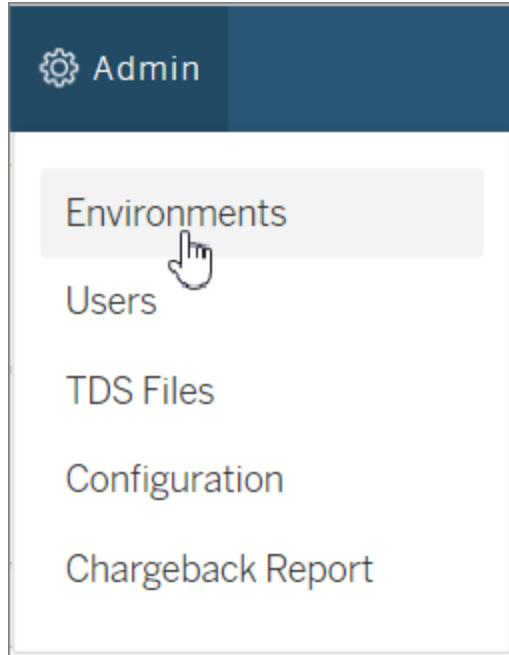 Admin
Environments
Users
TDS Files
Configuration
Chargeback Report